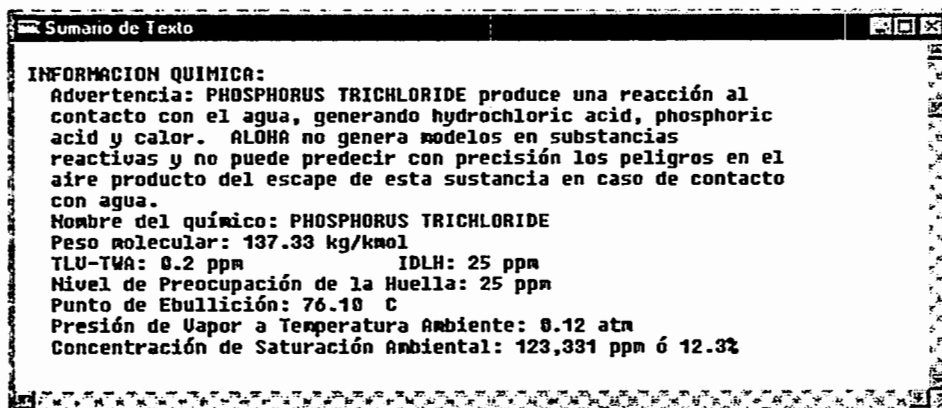 Sumario de Texto
INFORMACION QUIMICA:
Advertencia: PHOSPHORUS TRICHLORIDE produce una reacción al
contacto con el agua, generando hydrochloric acid, phosphoric
acid y calor. ALOHA no genera modelos en substancias
reactivas y no puede predecir con precisión los peligros en el
aire producto del escape de esta sustancia en caso de contacto
con agua.
Nombre del químico: PHOSPHORUS TRICHLORIDE
Peso molecular: 137.33 kg/kmol
TLV-TWA: 0.2 ppm IDLH: 25 ppm
Nivel de Preocupación de la Huella: 25 ppm
Punto de Ebullición: 76.10 C
Presión de Vapor a Temperatura Ambiente: 0.12 atm
Concentración de Saturación Ambiental: 123,331 ppm ó 12.3%